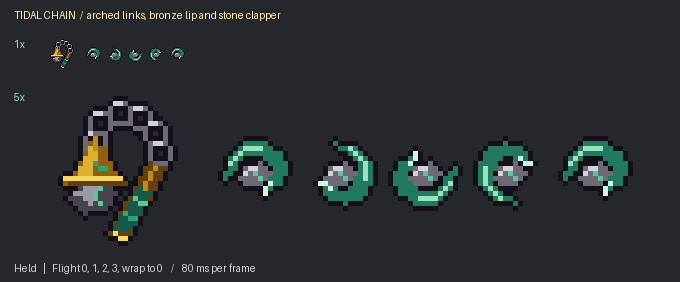 TIDAL CHAIN / arched links, bronze lip and stone clapper
1x
5x
Held | Flight 0, 1, 2, 3, wrap to 0 / 80 ms per frame